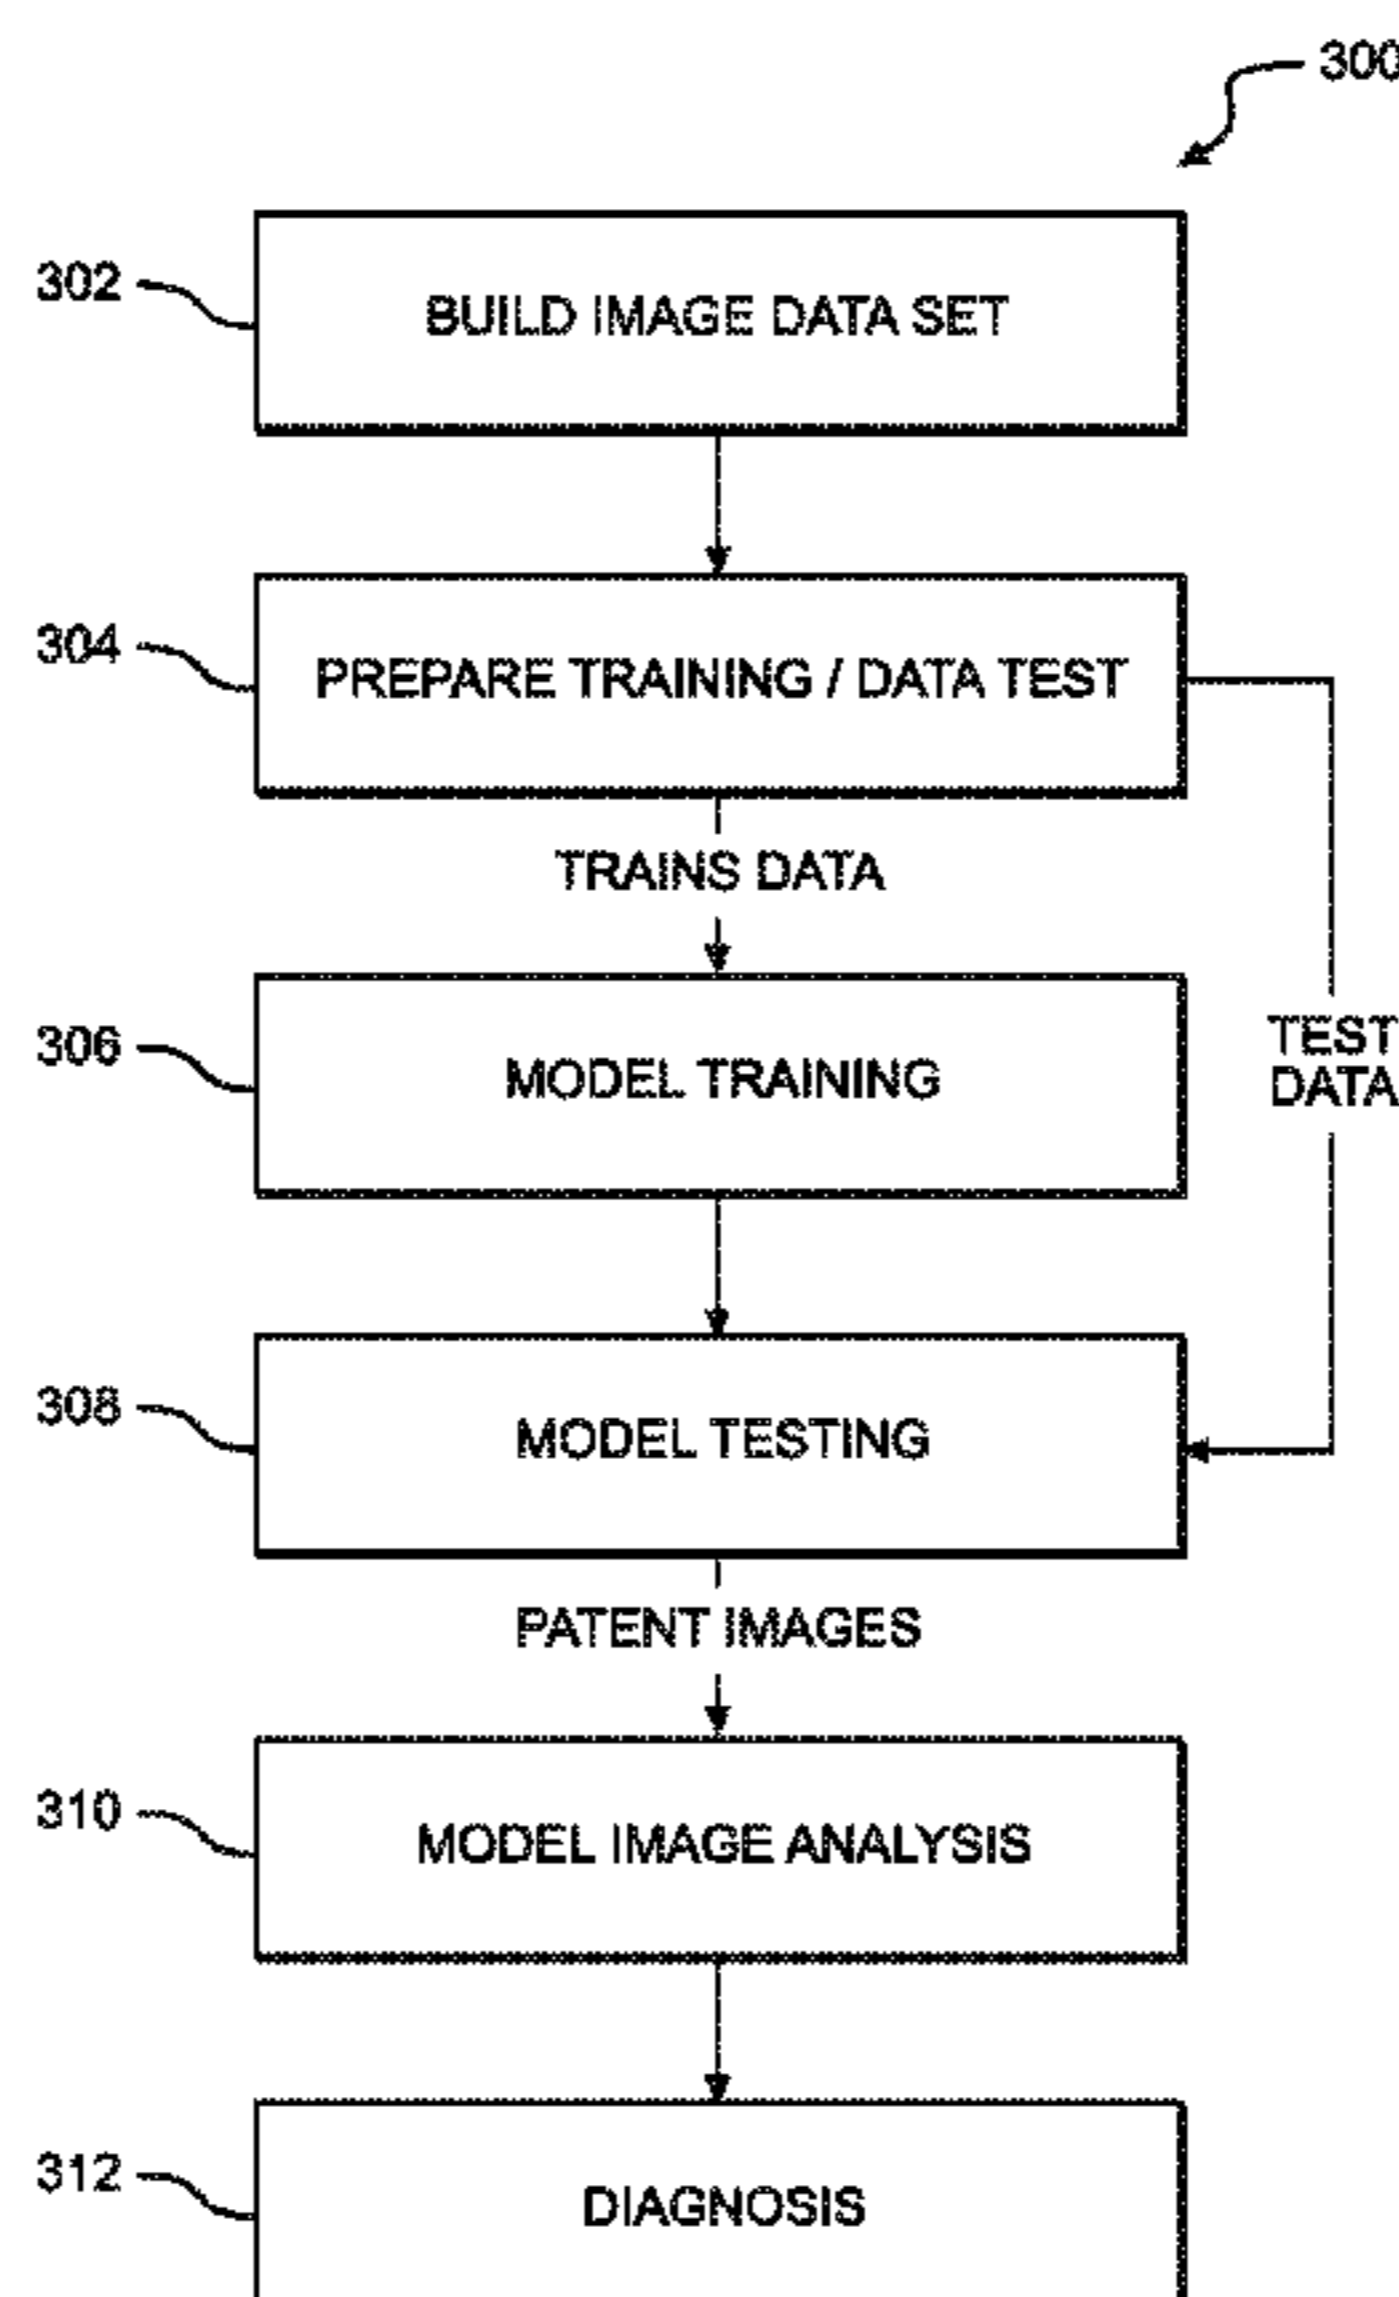 300
302
BUILD IMAGE DATA SET
304
PREPARE TRAINING / DATA TEST
TRAINS DATA
306
MODEL TRAINING
TEST
DATA
308
MODEL TESTING
PATENT IMAGES
310
MODEL IMAGE ANALYSIS
312
DIAGNOSIS